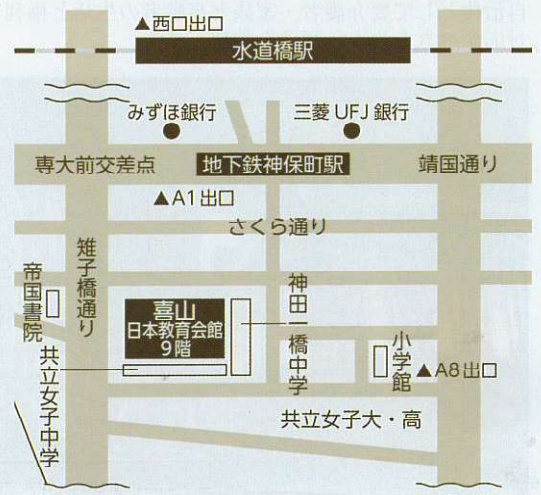 ▲西口出口
水道橋駅
みずほ銀行
三菱UFJ銀行
専大前交差点
地下鉄神保町駅
靖国通り
▲A1出口
さくら通り
雉子橋通り
帝国書院
喜山
日本教育会館
9階
神田一橋中学
小学館
▲A8出口
共立女子中学
共立女子大・高